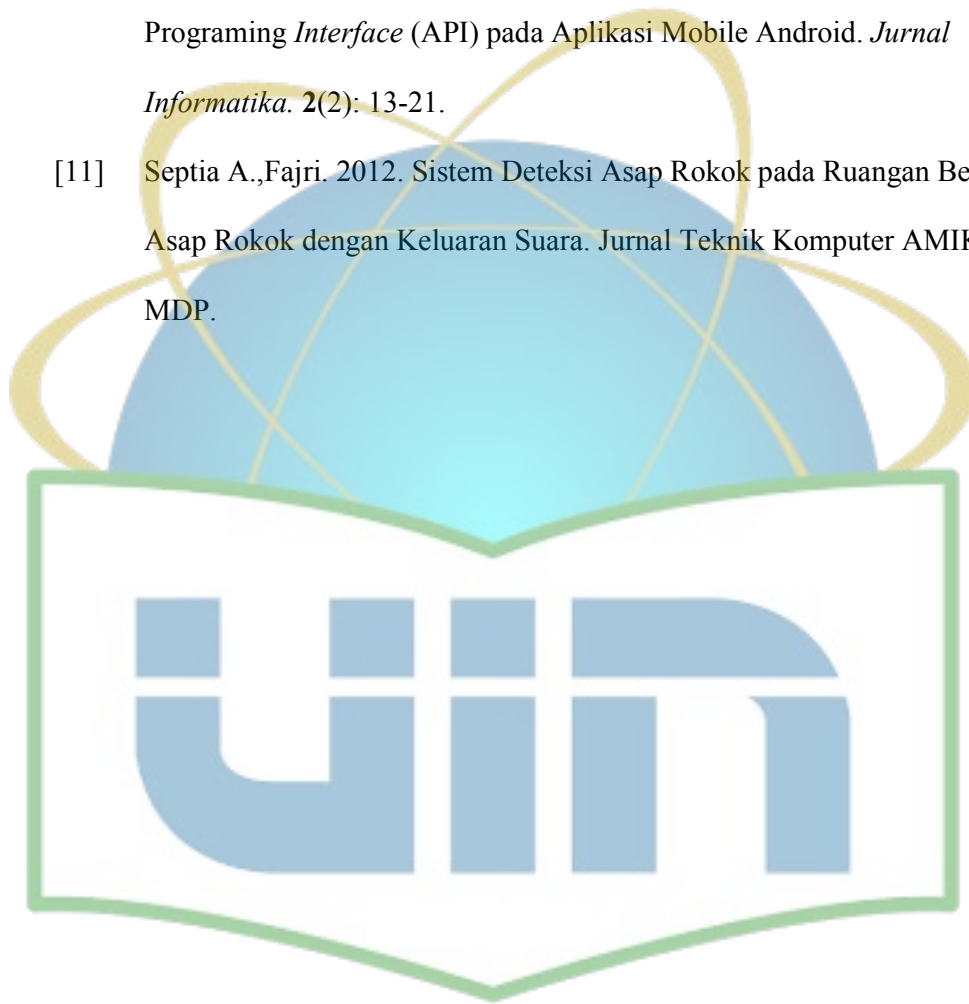 Programing Interface (API) pada Aplikasi Mobile Android. Jurnal
Informatika. 2(2): 13-21.
[11] Septia A.,Fajri. 2012. Sistem Deteksi Asap Rokok pada Ruangan Be
Asap Rokok dengan Keluaran Suara. Jurnal Teknik Komputer AMIK
MDP.
uin